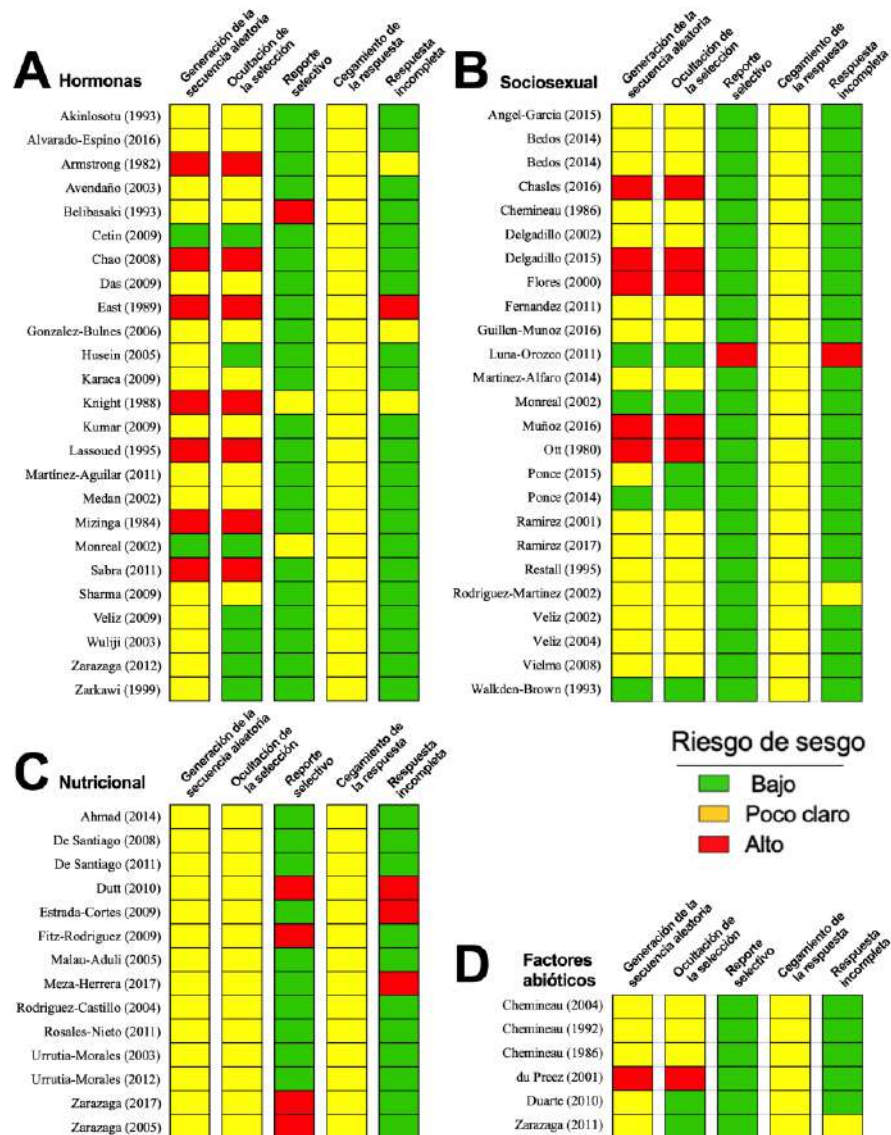 A Hormonas
Generación de la
secuencia aleatoria
Ocultación de
la selección
Reporte
selectivo
Cegamiento de
la respuesta
Respuesta
incompleta
Akinlosotu (1993)
Alvarado-Espino (2016)
Armstrong (1982)
Avendaño (2003)
Belibasaki (1993)
Cetin (2009)
Chao (2008)
Das (2009)
East (1989)
Gonzalez-Bulnes (2006)
Husein (2005)
Karaca (2009)
Knight (1988)
Kumar (2009)
Lassoued (1995)
Martínez-Aguilar (2011)
Medan (2002)
Mizinga (1984)
Monreal (2002)
Sabra (2011)
Sharma (2009)
Veliz (2009)
Wuliji (2003)
Zarazaga (2012)
Zarkawi (1999)
B Sociosexual
Generación de la
secuencia aleatoria
Ocultación de
la selección
Reporte
selectivo
Cegamiento de
la respuesta
Respuesta
incompleta
Angel-Garcia (2015)
Bedos (2014)
Bedos (2014)
Chasles (2016)
Chemineau (1986)
Delgadillo (2002)
Delgadillo (2015)
Flores (2000)
Fernandez (2011)
Guillen-Munoz (2016)
Luna-Orozco (2011)
Martinez-Alfaro (2014)
Monreal (2002)
Muñoz (2016)
Ott (1980)
Ponce (2015)
Ponce (2014)
Ramirez (2001)
Ramirez (2017)
Restall (1995)
Rodriguez-Martinez (2002)
Veliz (2002)
Veliz (2004)
Vielma (2008)
Walkden-Brown (1993)
Riesgo de sesgo
Bajo
Poco claro
Alto
C Nutricional
Generación de la
secuencia aleatoria
Ocultación de
la selección
Reporte
selectivo
Cegamiento de
la respuesta
Respuesta
incompleta
Ahmad (2014)
De Santiago (2008)
De Santiago (2011)
Dutt (2010)
Estrada-Cortes (2009)
Fitz-Rodriguez (2009)
Malau-Aduli (2005)
Meza-Herrera (2017)
Rodriguez-Castillo (2004)
Rosales-Nieto (2011)
Urrutia-Morales (2003)
Urrutia-Morales (2012)
Zarazaga (2017)
Zarazaga (2005)
D Factores
abióticos
Generación de la
secuencia aleatoria
Ocultación de
la selección
Reporte
selectivo
Cegamiento de
la respuesta
Respuesta
incompleta
Chemineau (2004)
Chemineau (1992)
Chemineau (1986)
du Preez (2001)
Duarte (2010)
Zarazaga (2011)